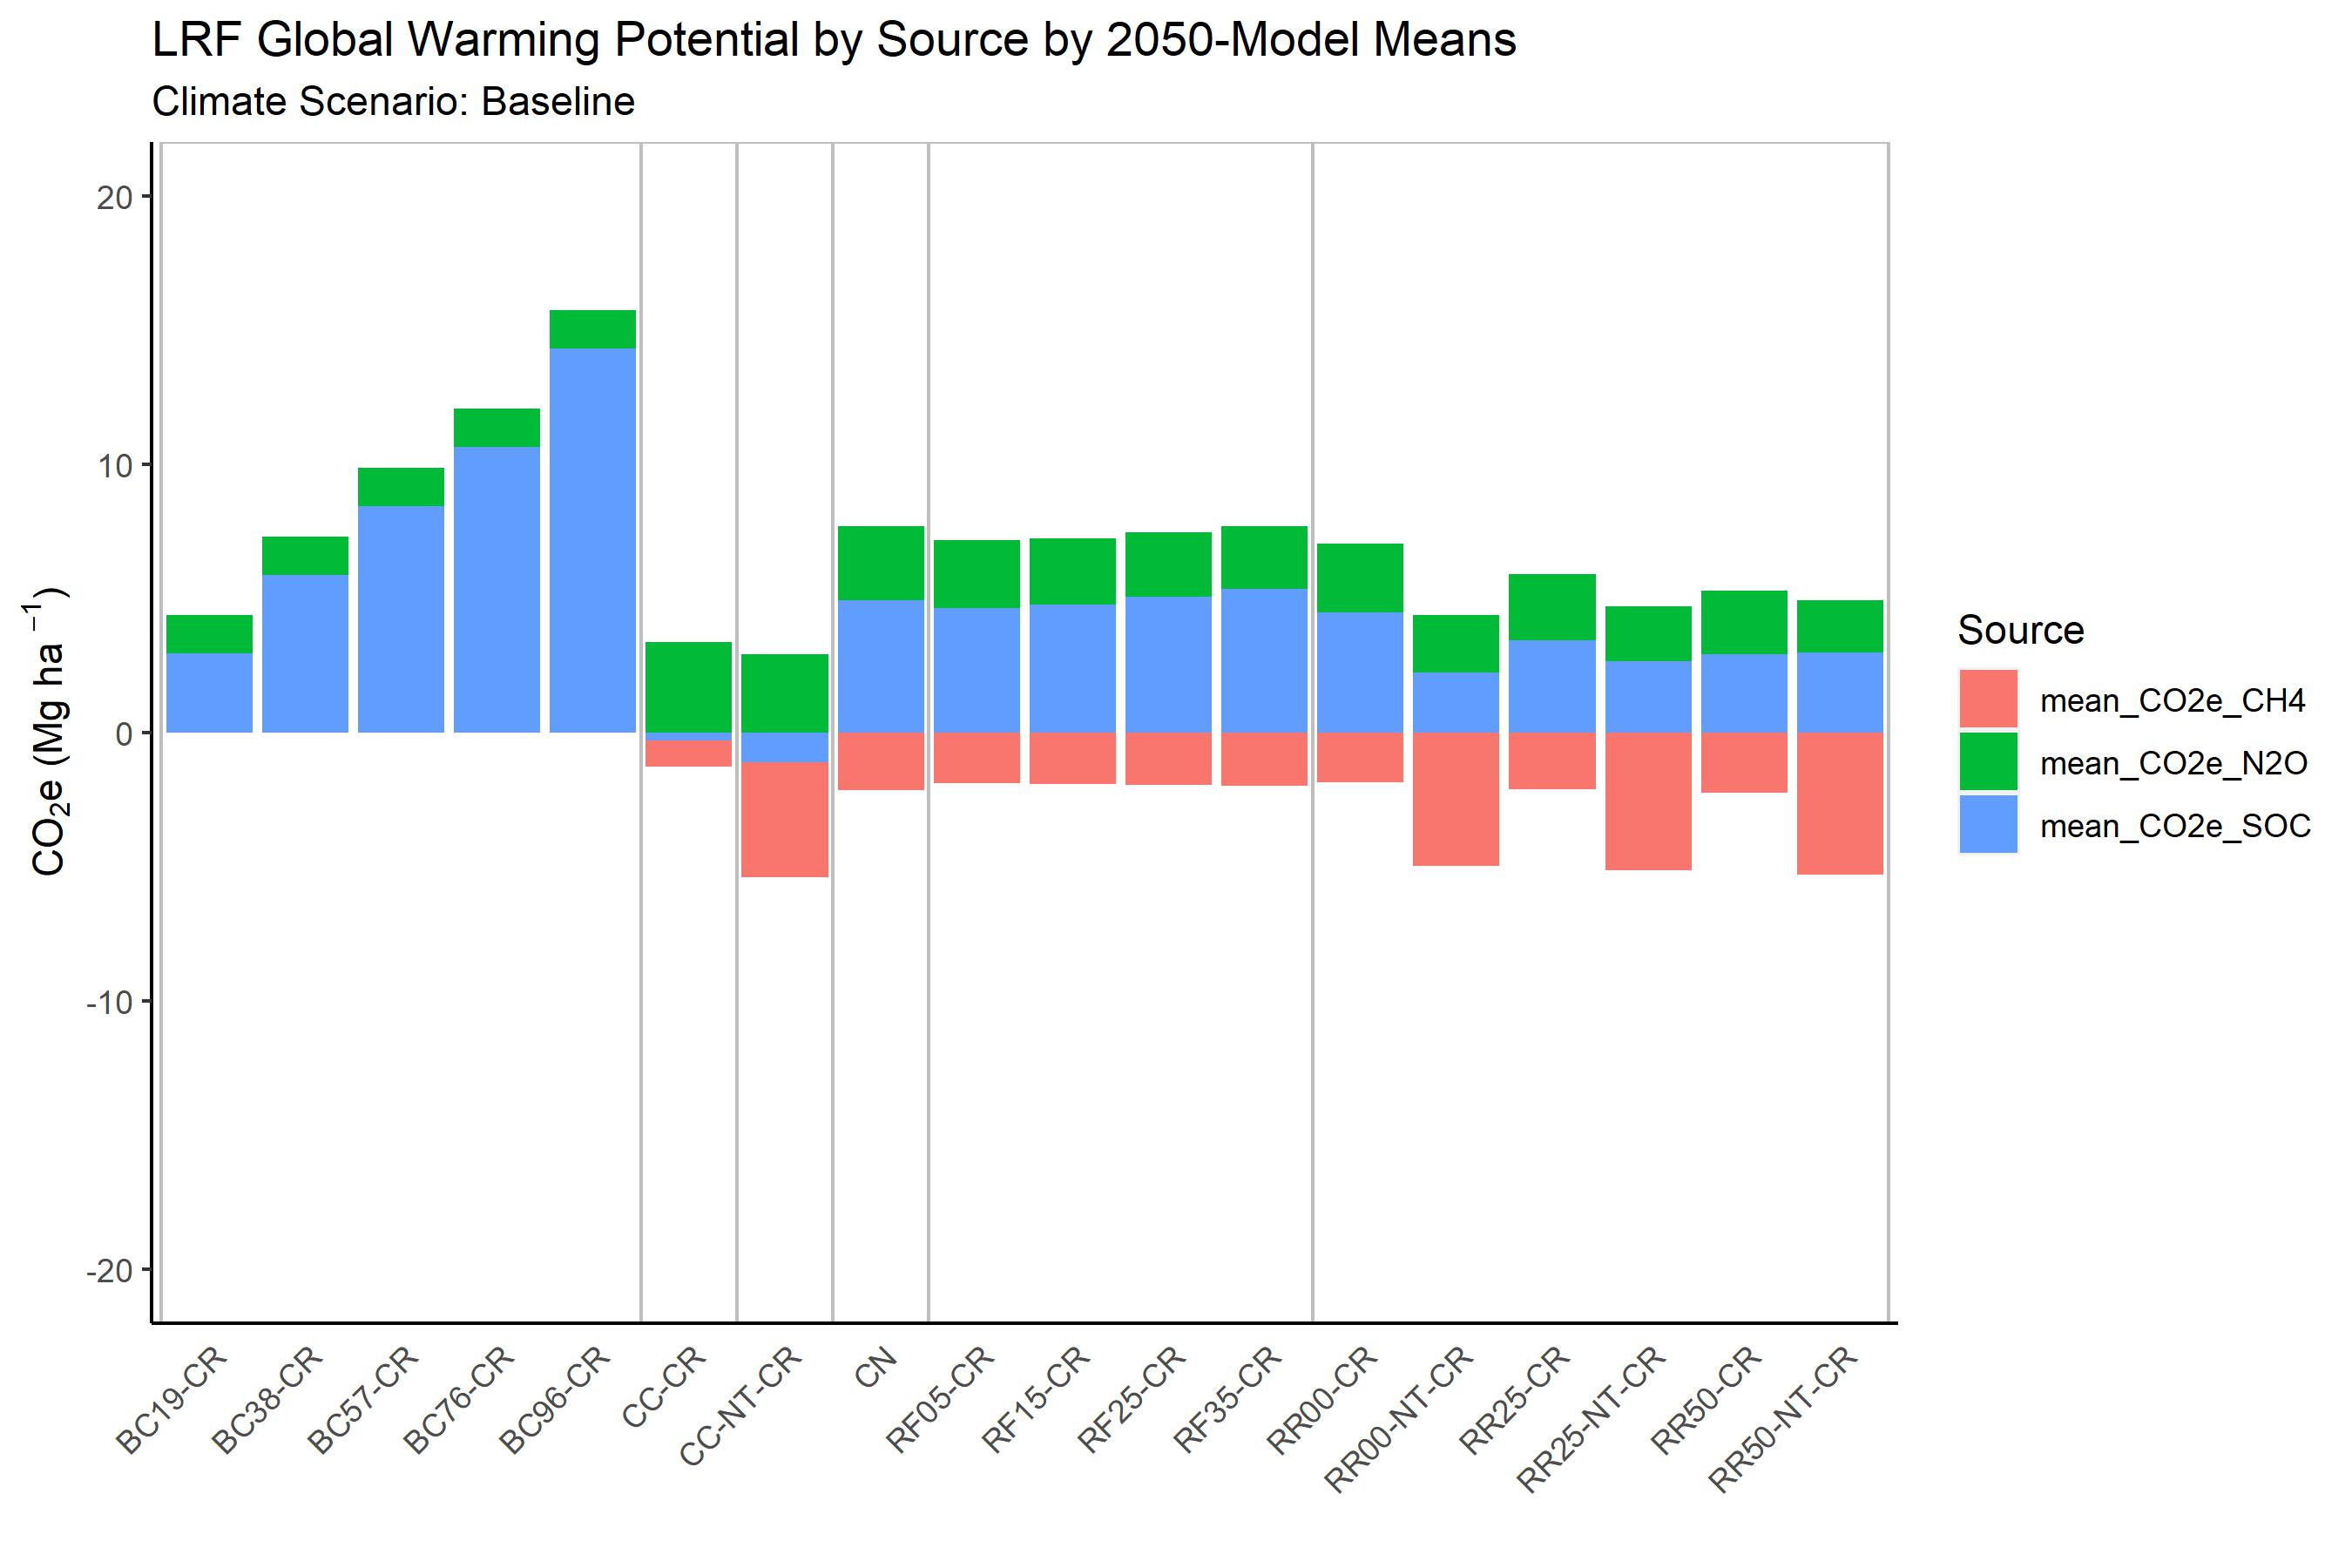 LRF Global Warming Potential by Source by 2050-Model Means
Climate Scenario: Baseline
CO₂e (Mg ha ⁻¹)
20
10
0
-10
-20
BC19-CR
BC38-CR
BC57-CR
BC76-CR
BC96-CR
CC-CR
CC-NT-CR
CN
RF05-CR
RF15-CR
RF25-CR
RF35-CR
RR00-CR
RR00-NT-CR
RR25-CR
RR25-NT-CR
RR50-CR
RR50-NT-CR
Source
mean_CO2e_CH4
mean_CO2e_N2O
mean_CO2e_SOC